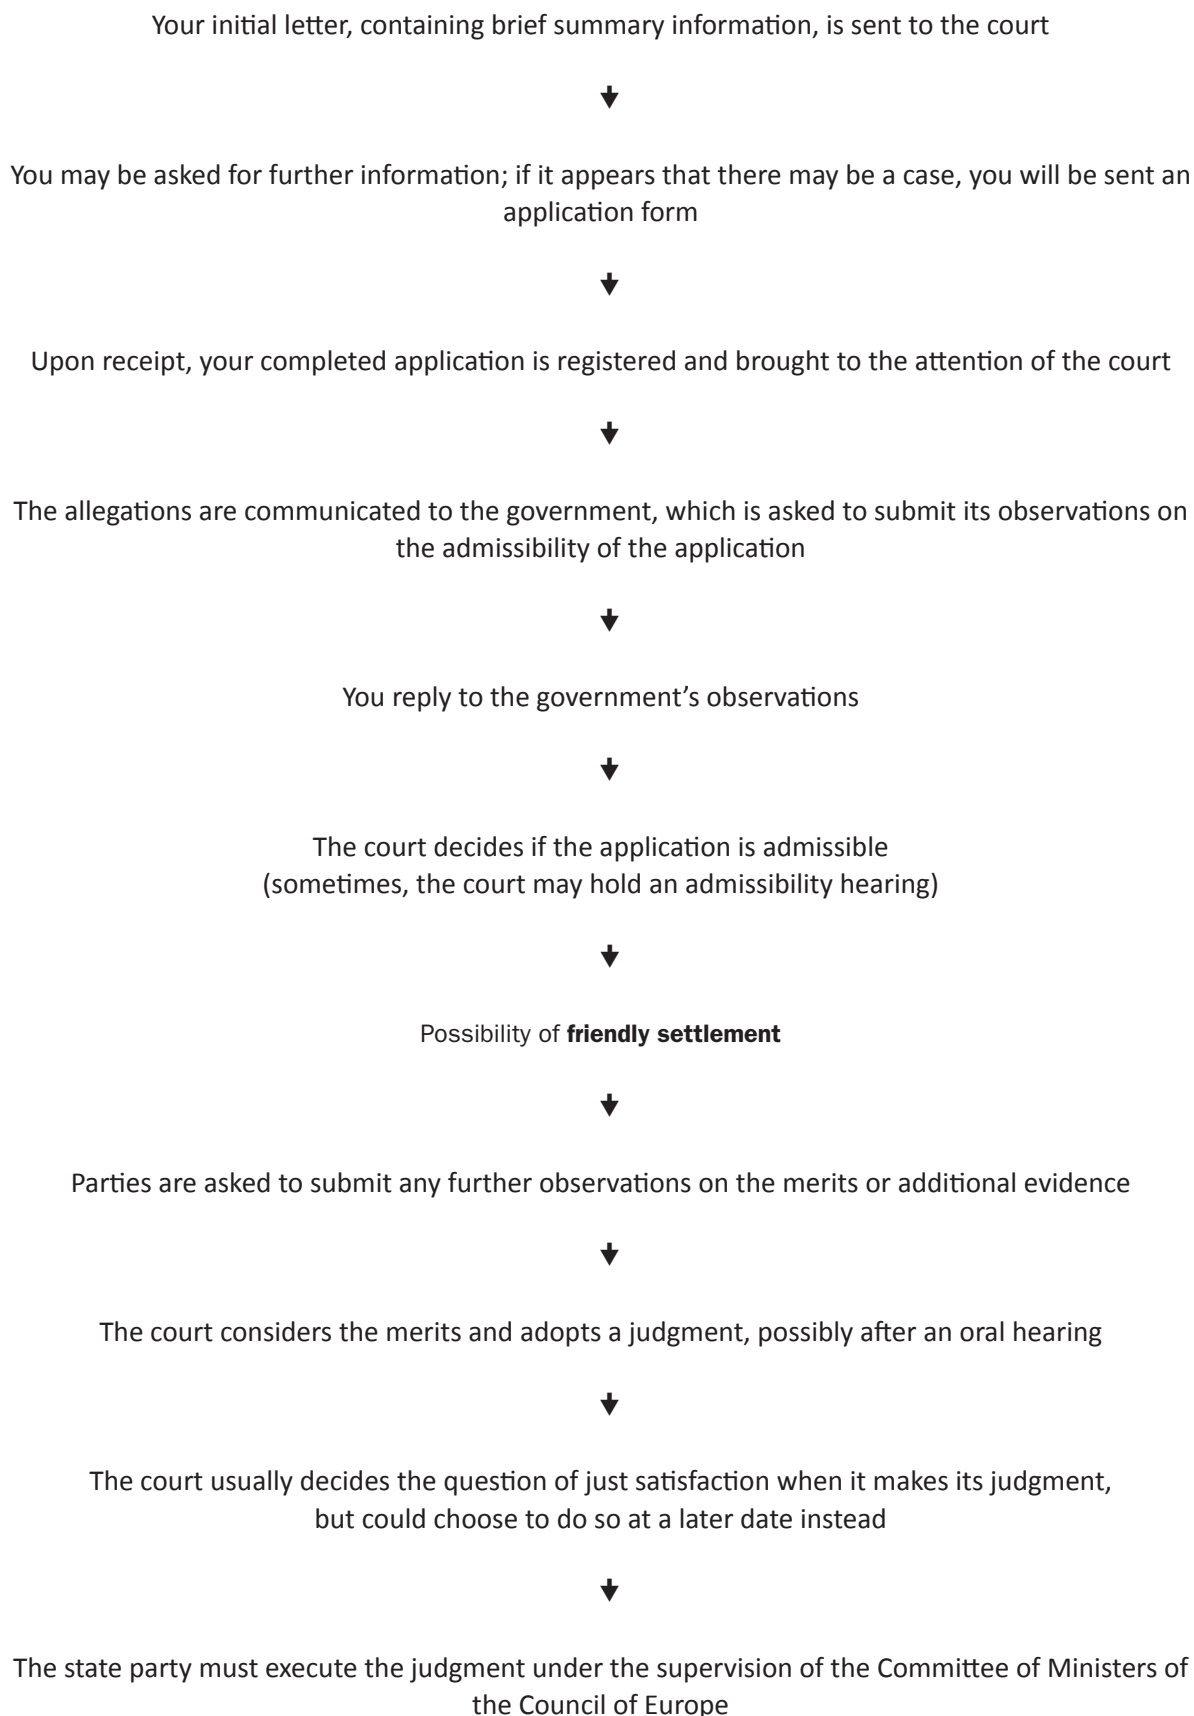 Your initial letter, containing brief summary information, is sent to the court
You may be asked for further information; if it appears that there may be a case, you will be sent an
application form
Upon receipt, your completed application is registered and brought to the attention of the court
The allegations are communicated to the government, which is asked to submit its observations on
the admissibility of the application
You reply to the government’s observations
The court decides if the application is admissible
(sometimes, the court may hold an admissibility hearing)
Possibility of friendly settlement
Parties are asked to submit any further observations on the merits or additional evidence
The court considers the merits and adopts a judgment, possibly after an oral hearing
The court usually decides the question of just satisfaction when it makes its judgment,
but could choose to do so at a later date instead
The state party must execute the judgment under the supervision of the Committee of Ministers of
the Council of Europe